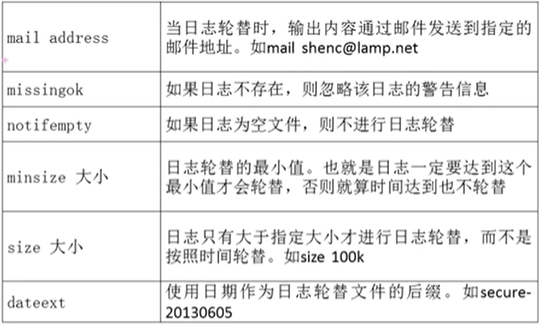 mail address
当日志轮替时，输出内容通过邮件发送到指定的
邮件地址。如mail shenc@lamp.net
missingok
如果日志不存在，则忽略该日志的警告信息
notifempty
如果日志为空文件，则不进行日志轮替
minsize 大小
日志轮替的最小值。也就是日志一定要达到这个
最小值才会轮替，否则就算时间达到也不轮替
size 大小
日志只有大于指定大小才进行日志轮替，而不是
按照时间轮替。如size 100k
dateext
使用日期作为日志轮替文件的后缀。如secure-
20130605